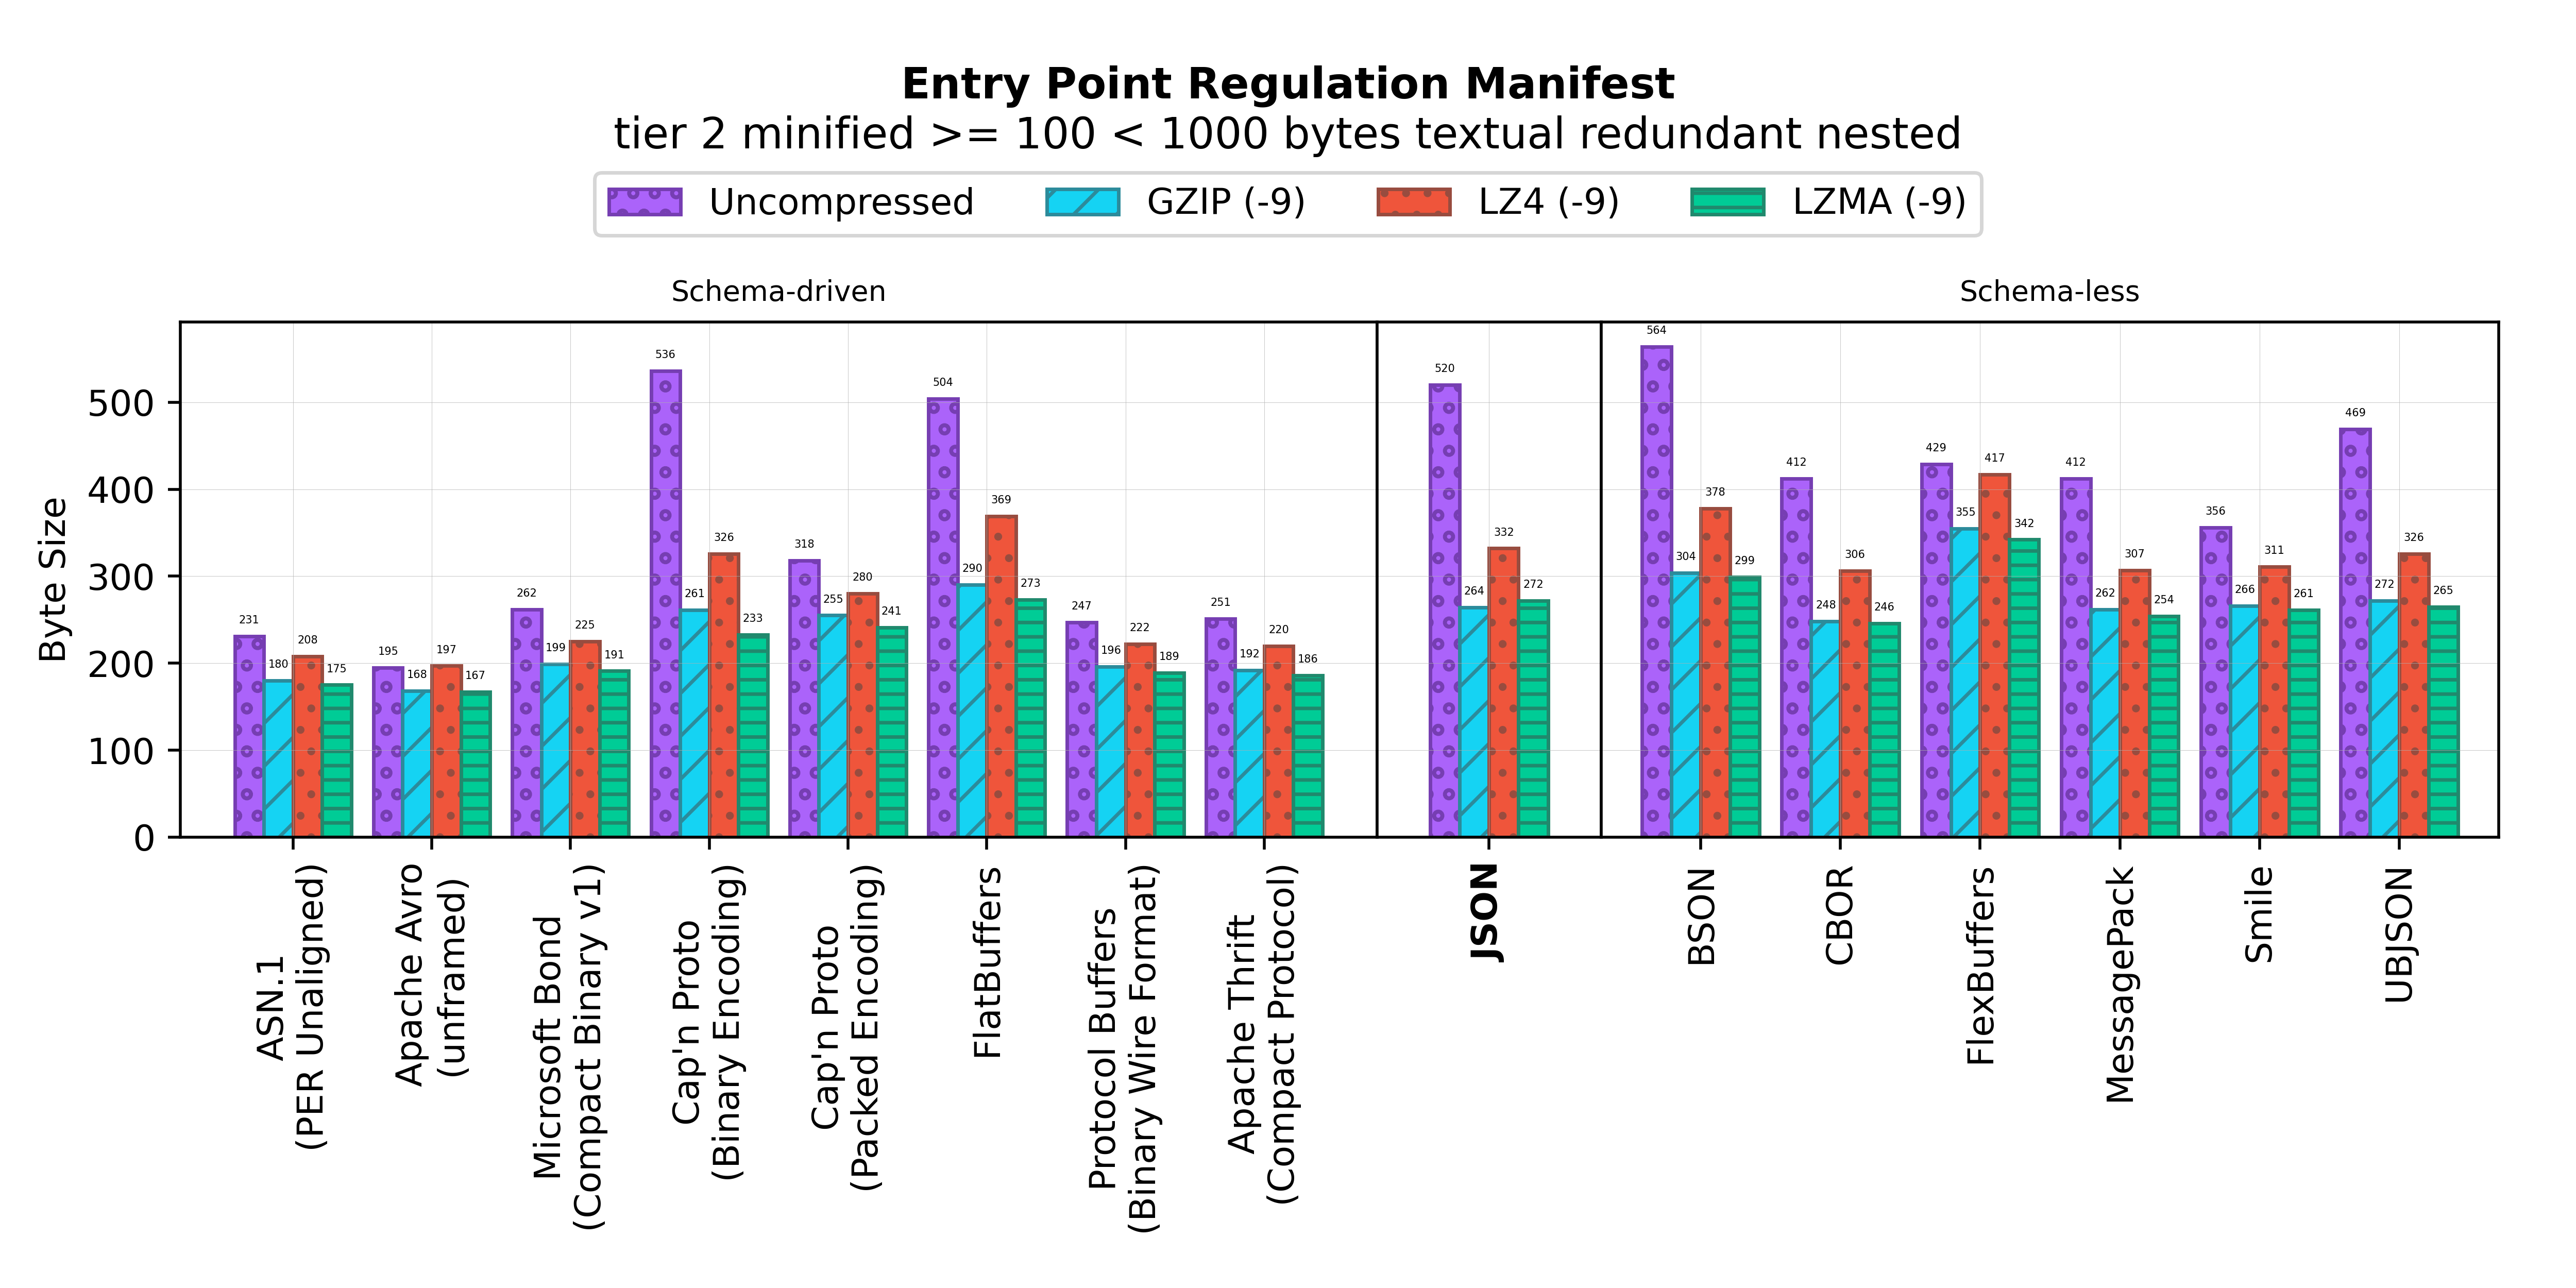 Entry Point Regulation Manifest
tier 2 minified >= 100 < 1000 bytes textual redundant nested
Uncompressed GZIP (-9) LZ4 (-9) LZMA (-9)
Schema-driven Schema-less
Byte Size
500
400
300
200
100
0
231 180 208 175
195 168 197 167
262 199 225 191
536 261 326 233
318 255 280 241
504 290 369 273
247 196 222 189
251 192 220 186
520 264 332 272
564 304 378 299
412 248 306 246
429 355 417 342
412 262 307 254
356 266 311 261
469 272 326 265
ASN.1
(PER Unaligned)
Apache Avro
(unframed)
Microsoft Bond
(Compact Binary v1)
Cap'n Proto
(Binary Encoding)
Cap'n Proto
(Packed Encoding)
FlatBuffers
Protocol Buffers
(Binary Wire Format)
Apache Thrift
(Compact Protocol)
JSON
BSON
CBOR
FlexBuffers
MessagePack
Smile
UBJSON